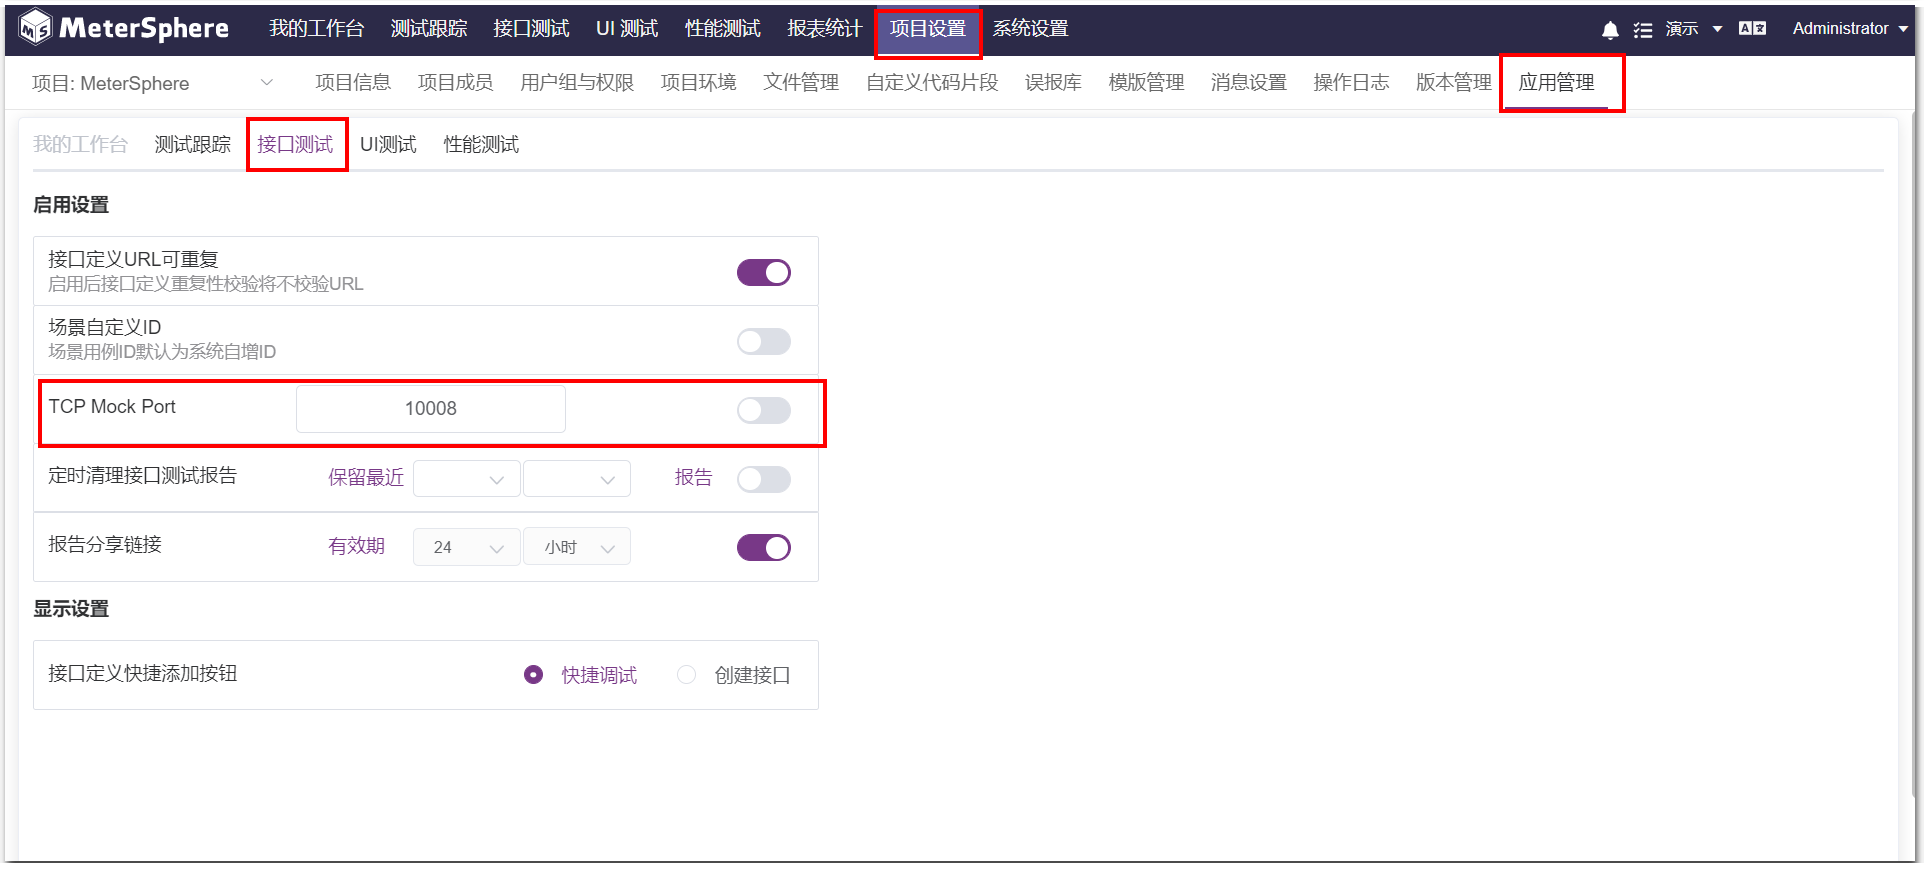 MS MeterSphere 我的工作台 测试跟踪 接口测试 UI 测试 性能测试 报表统计 项目设置 系统设置 演示 Administrator
项目: MeterSphere 项目信息 项目成员 用户组与权限 项目环境 文件管理 自定义代码片段 误报库 模版管理 消息设置 操作日志 版本管理 应用管理
我的工作台 测试跟踪 接口测试 UI测试 性能测试
启用设置
接口定义URL可重复
启用后接口定义重复性校验将不校验URL
场景自定义ID
场景用例ID默认为系统自增ID
TCP Mock Port 10008
定时清理接口测试报告 保留最近 报告
报告分享链接 有效期 24 小时
显示设置
接口定义快捷添加按钮 快捷调试 创建接口